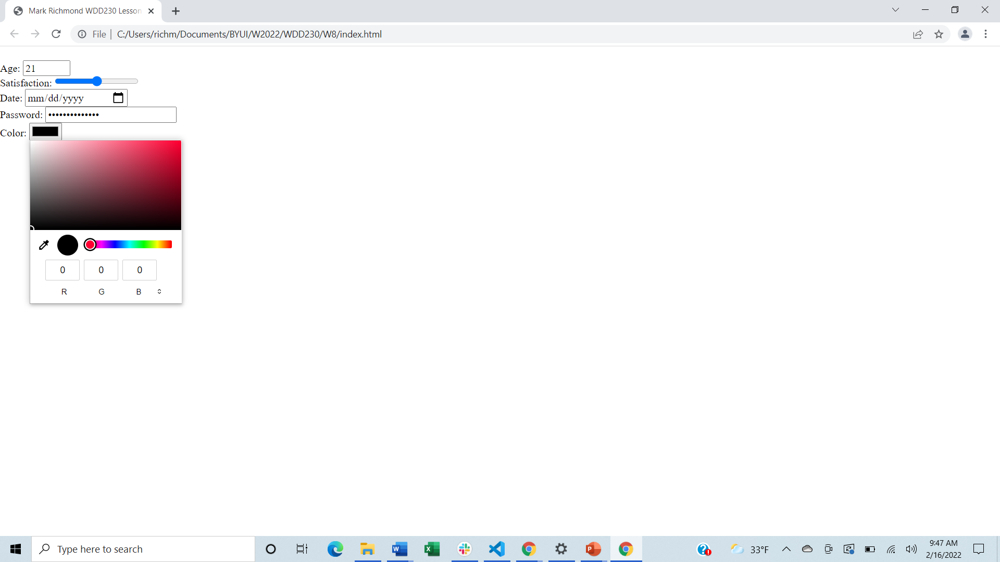 Mark Richmond WDD230 Lesson
File | C:/Users/richm/Documents/BYUI/W2022/WDD230/W8/index.html
Age: 21
Satisfaction:
Date: mm/dd/yyyy
Password: ••••••••••••••
Color:
0 0 0
R G B
Type here to search
33°F
9:47 AM
2/16/2022